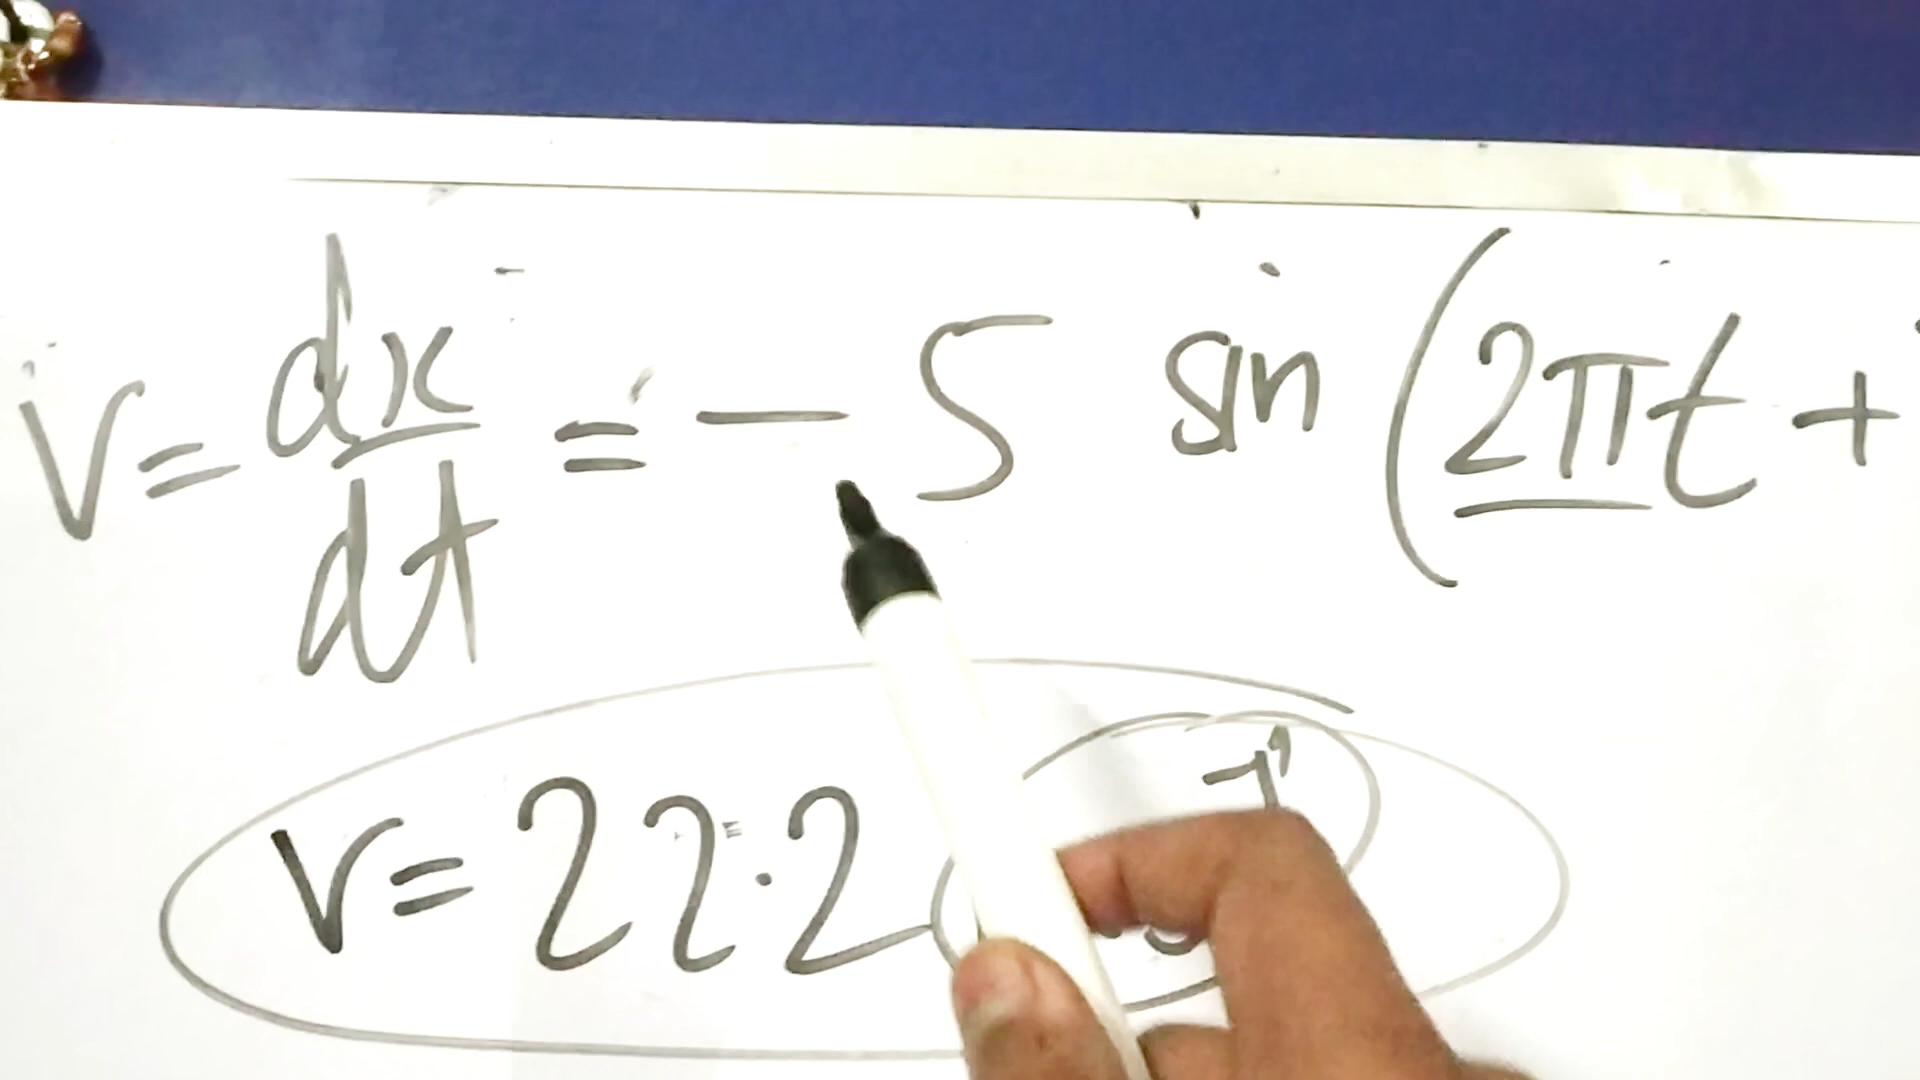 v = dx/dt = - 5 sin (2πt +
v = 22.2